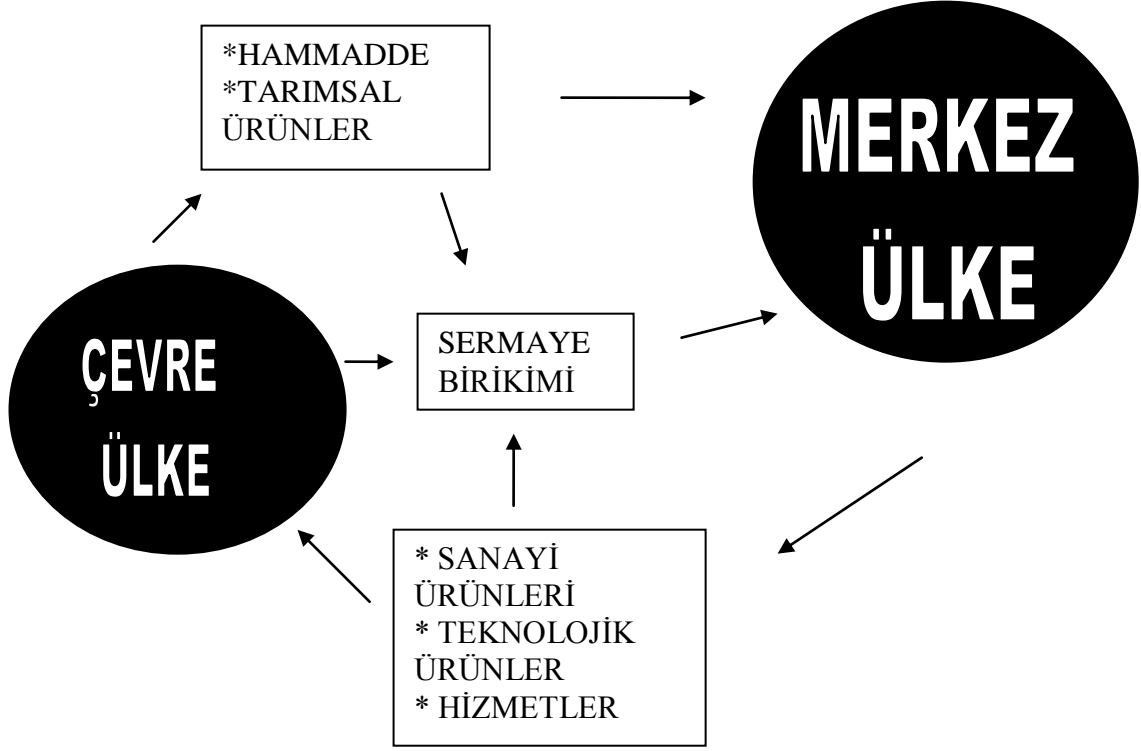 *HAMMADDE
*TARIMSAL
ÜRÜNLER
MERKEZ
ÜLKE
SERMAYE
BİRİKİMİ
ÇEVRE
ÜLKE
* SANAYİ
ÜRÜNLERİ
* TEKNOLOJİK
ÜRÜNLER
* HİZMETLER